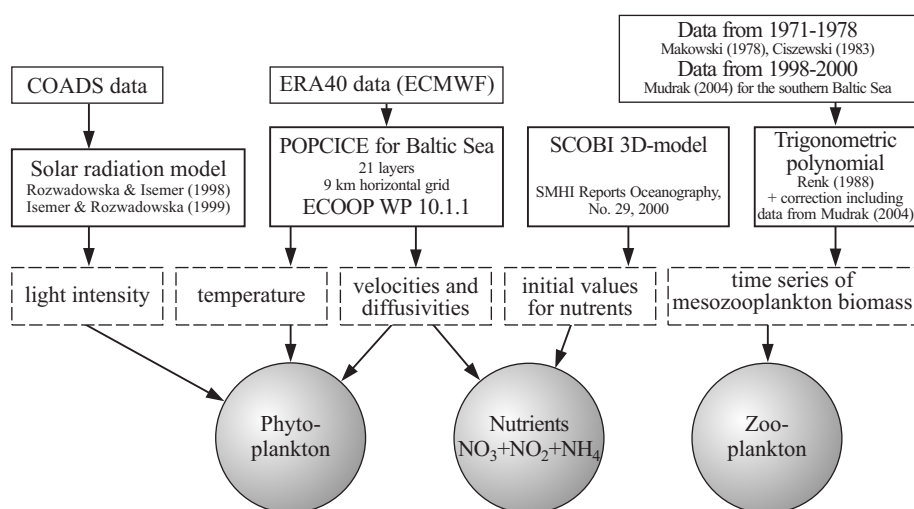 Data from 1971-1978
Makowski (1978), Ciszewski (1983)
Data from 1998-2000
Mudrak (2004) for the southern Baltic Sea
COADS data
ERA40 data (ECMWF)
Solar radiation model
Rozwadowska & Isemer (1998)
Isemer & Rozwadowska (1999)
POPCICE for Baltic Sea
21 layers
9 km horizontal grid
ECOOP WP 10.1.1
SCOBI 3D-model
SMHI Reports Oceanography,
No. 29, 2000
Trigonometric
polynomial
Renk (1988)
+ correction including
data from Mudrak (2004)
light intensity
temperature
velocities and
diffusivities
initial values
for nutrents
time series of
mesozooplankton biomass
Phyto-
plankton
Nutrients
NO₃+NO₂+NH₄
Zoo-
plankton